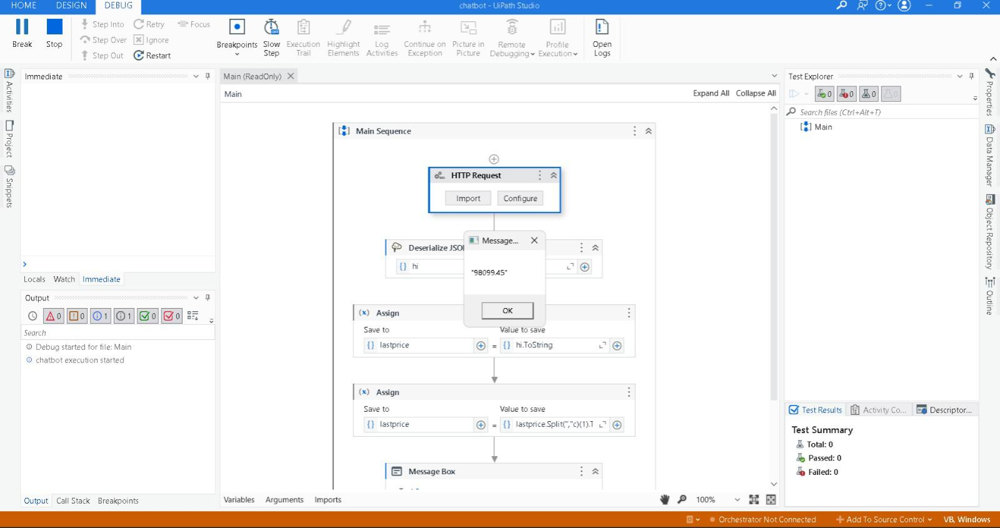 HOME DESIGN DEBUG chatbot - UiPath Studio
Break Stop
Step Into Retry Focus
Step Over Ignore
Step Out Restart
Breakpoints Slow Step Execution Trail Highlight Elements Log Activities Continue on Exception Picture in Picture Remote Debugging Profile Execution Open Logs
Activities
Project
Snippets
Immediate
Locals Watch Immediate
Output
0 0 1 1 0 0
Search
Debug started for file: Main
chatbot execution started
Output Call Stack Breakpoints
Main (ReadOnly)
Main Expand All Collapse All
Main Sequence
HTTP Request
Import Configure
Deserialize JSO
{} hi
Message...
"98099.45"
OK
(x) Assign
Save to Value to save
{} lastprice = {} hi.ToString
(x) Assign
Save to Value to save
{} lastprice = {} lastprice.Split(","c)(1).T
Message Box
Variables Arguments Imports 100%
Test Explorer
0 0 0 0
Search files (Ctrl+Alt+T)
Main
Test Results Activity Co... Descriptor...
Test Summary
Total: 0
Passed: 0
Failed: 0
Properties
Data Manager
Object Repository
Outline
Orchestrator Not Connected Add To Source Control VB, Windows